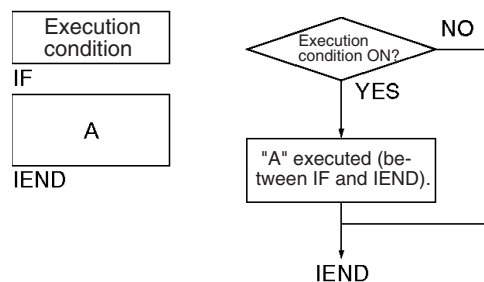 Execution
condition
IF
A
IEND
Execution
condition ON?
NO
YES
"A" executed (be-
tween IF and IEND).
IEND